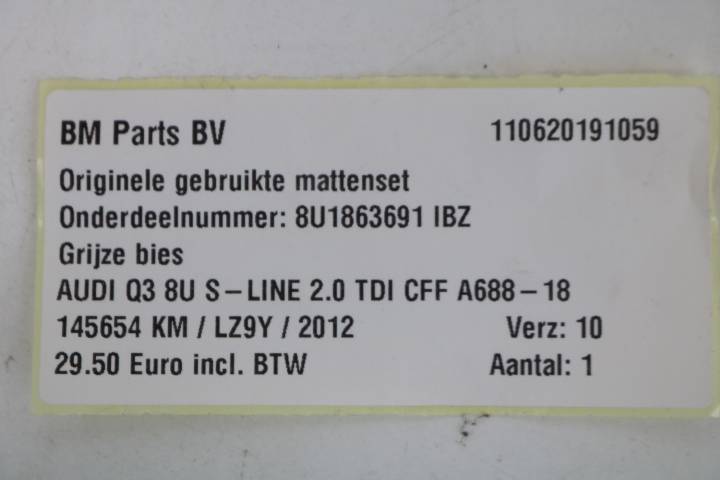 BM Parts BV 110620191059
Originele gebruikte mattenset
Onderdeelnummer: 8U1863691 IBZ
Grijze bies
AUDI Q3 8U S-LINE 2.0 TDI CFF A688-18
145654 KM / LZ9Y / 2012 Verz: 10
29.50 Euro incl. BTW Aantal: 1